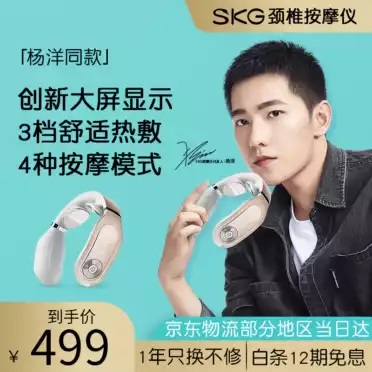 SKG 颈椎按摩仪
「杨洋同款」
创新大屏显示
3档舒适热敷
4种按摩模式
到手价
¥499
京东物流部分地区当日达
1年只换不修 白条12期免息